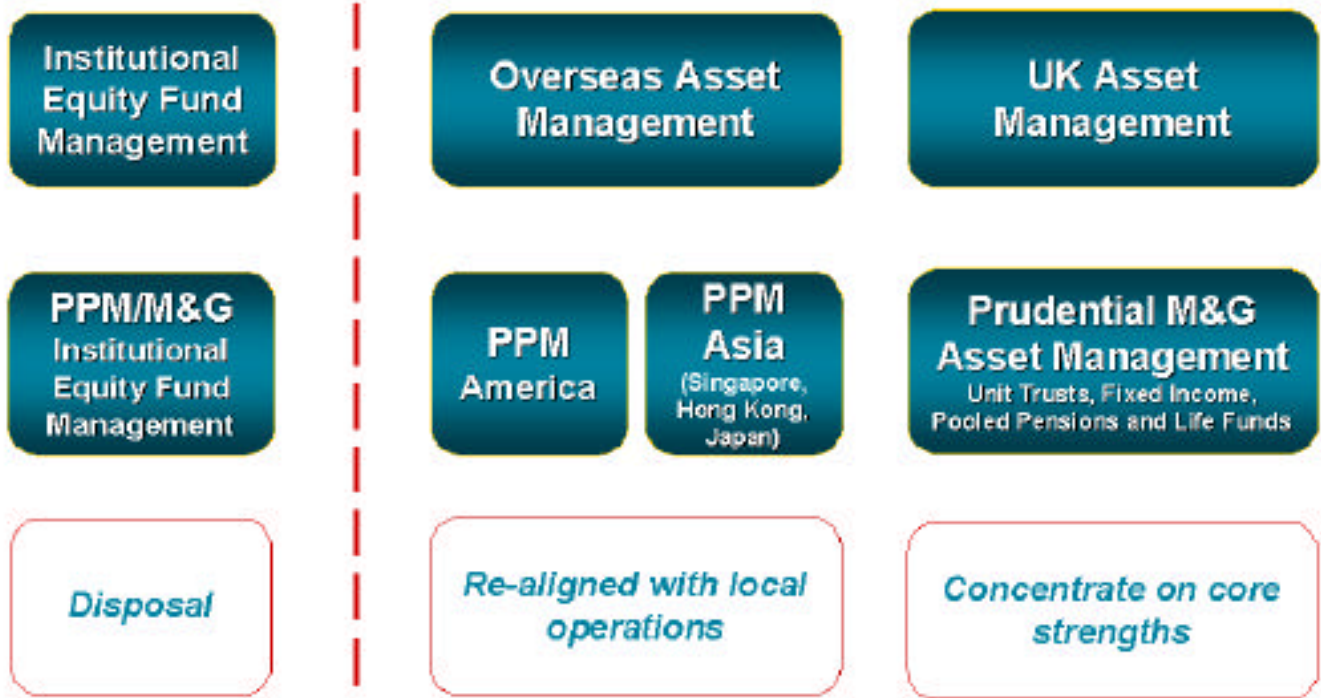 Institutional
Equity Fund
Management
Overseas Asset
Management
UK Asset
Management
PPM/M&G
Institutional
Equity Fund
Management
PPM
America
PPM
Asia
(Singapore,
Hong Kong,
Japan)
Prudential M&G
Asset Management
Unit Trusts, Fixed Income,
Pooled Pensions and Life Funds
Disposal
Re-aligned with local
operations
Concentrate on core
strengths